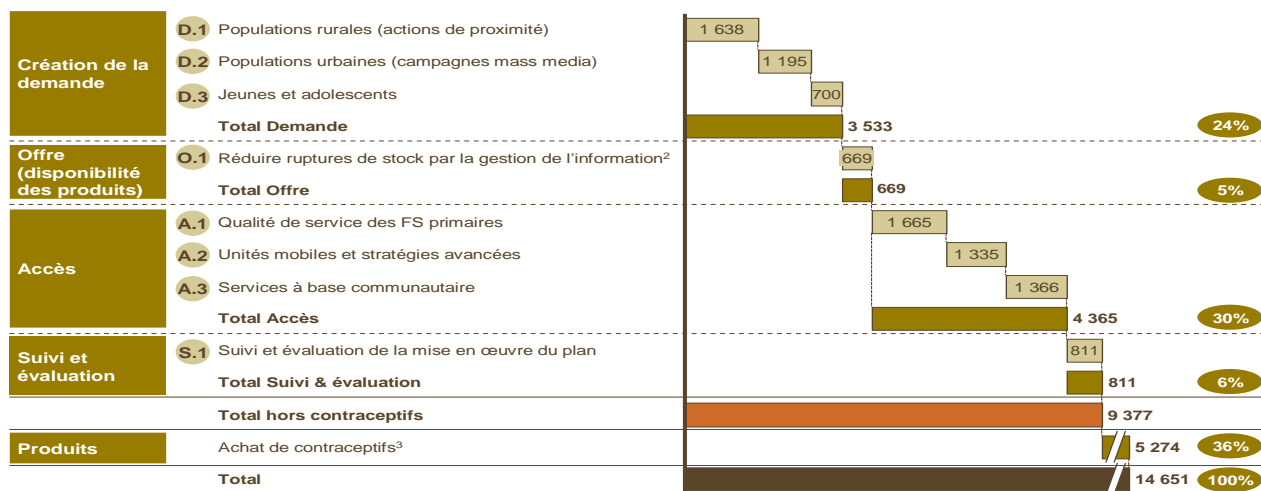 Création de la
demande
D.1 Populations rurales (actions de proximité) 1 638
D.2 Populations urbaines (campagnes mass media) 1 195
D.3 Jeunes et adolescents 700
Total Demande 3 533 24%
Offre
(disponibilité
des produits)
O.1 Réduire ruptures de stock par la gestion de l'information² 669
Total Offre 669 5%
Accès
A.1 Qualité de service des FS primaires 1 665
A.2 Unités mobiles et stratégies avancées 1 335
A.3 Services à base communautaire 1 366
Total Accès 4 365 30%
Suivi et
évaluation
S.1 Suivi et évaluation de la mise en œuvre du plan 811
Total Suivi & évaluation 811 6%
Total hors contraceptifs 9 377
Produits Achat de contraceptifs³ 5 274 36%
Total 14 651 100%